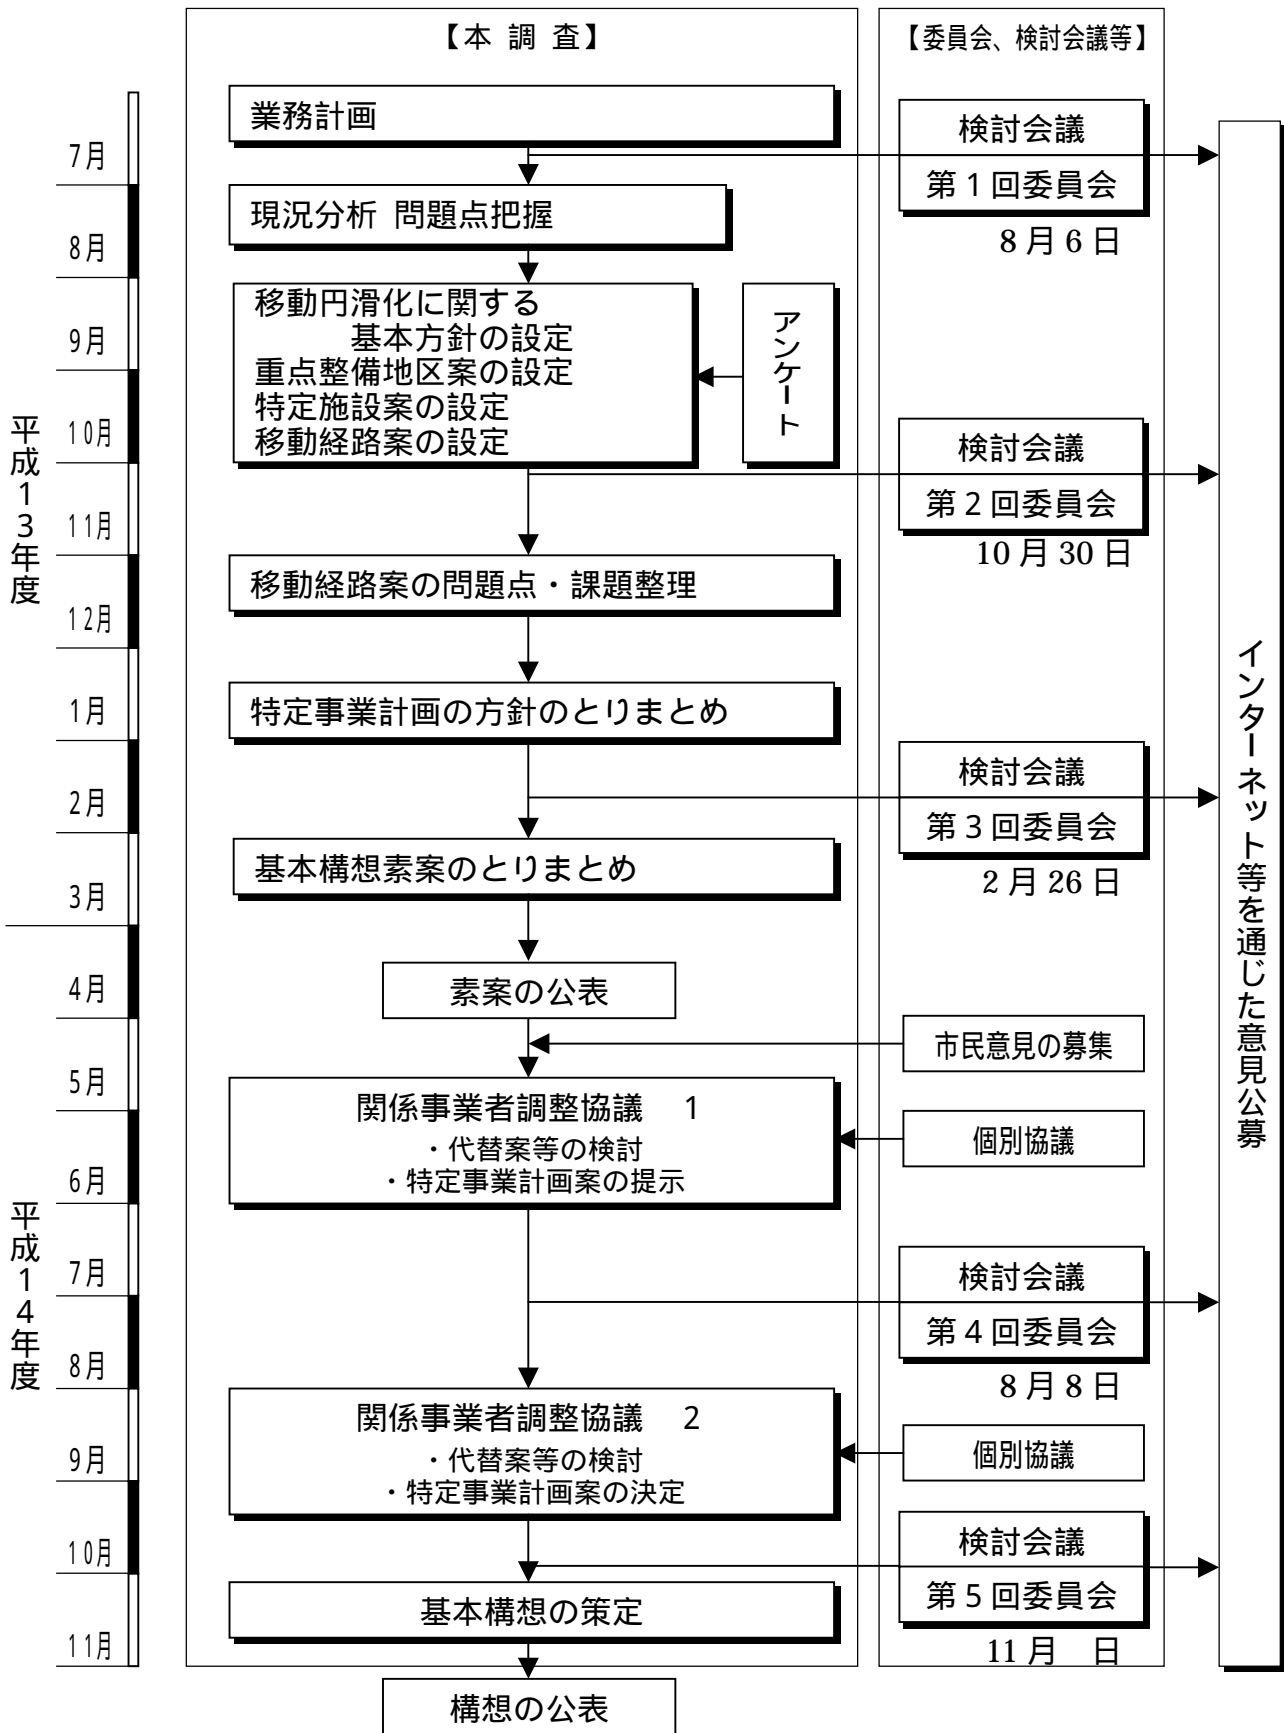 【本 調 査】
【委員会、検討会議等】
平成13年度
7月
8月
9月
10月
11月
12月
1月
2月
3月
平成14年度
4月
5月
6月
7月
8月
9月
10月
11月
業務計画
現況分析 問題点把握
移動円滑化に関する
基本方針の設定
重点整備地区案の設定
特定施設案の設定
移動経路案の設定
アンケート
移動経路案の問題点・課題整理
特定事業計画の方針のとりまとめ
基本構想素案のとりまとめ
素案の公表
関係事業者調整協議 1
・代替案等の検討
・特定事業計画案の提示
関係事業者調整協議 2
・代替案等の検討
・特定事業計画案の決定
基本構想の策定
構想の公表
検討会議
第1回委員会
8月6日
検討会議
第2回委員会
10月30日
検討会議
第3回委員会
2月26日
市民意見の募集
個別協議
検討会議
第4回委員会
8月8日
個別協議
検討会議
第5回委員会
11月 日
インターネット等を通じた意見公募